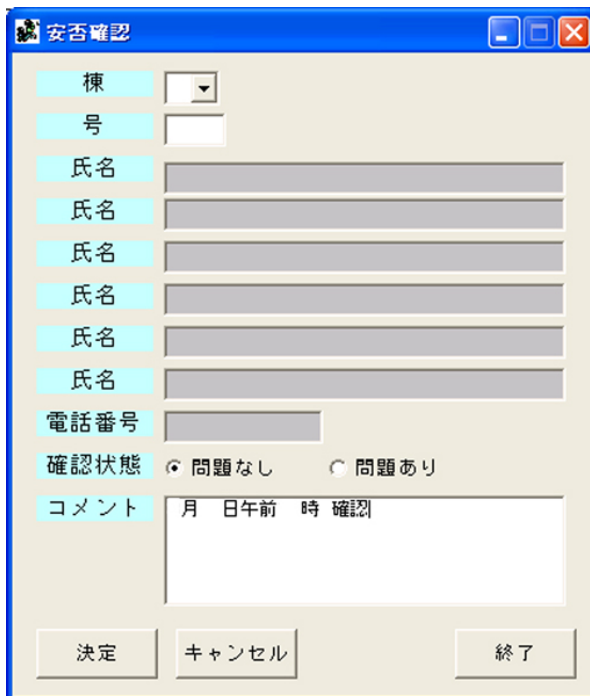 安否確認
棟
号
氏名
氏名
氏名
氏名
氏名
氏名
電話番号
確認状態 問題なし 問題あり
コメント 月 日午前 時 確認
決定 キャンセル 終了